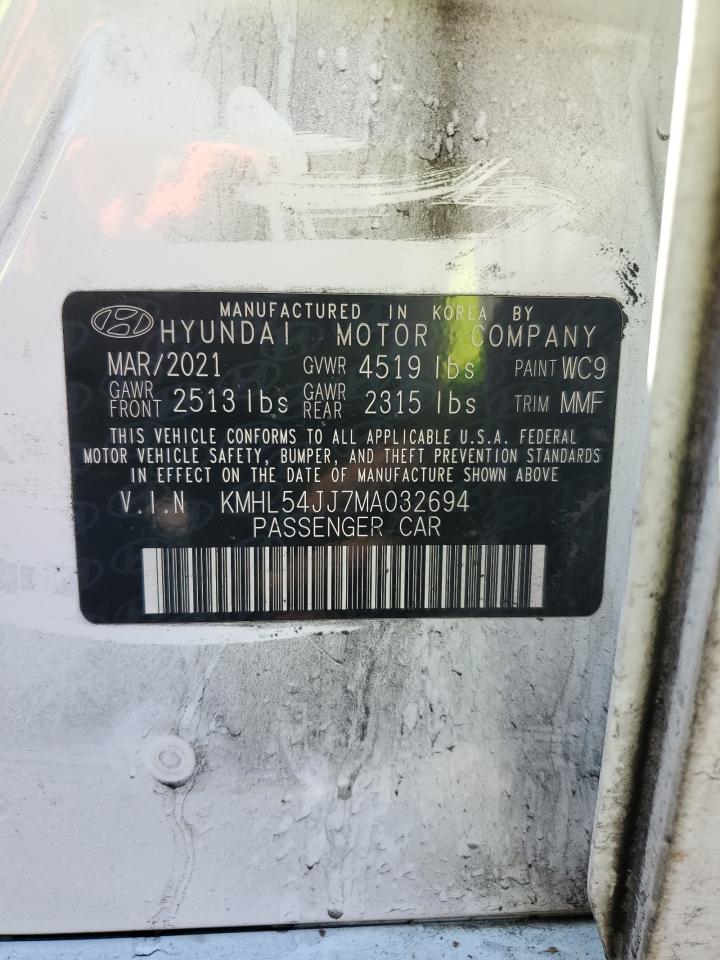 MANUFACTURED IN KOREA BY
HYUNDAI MOTOR COMPANY
MAR/2021 GVWR 4519 lbs PAINT WC9
GAWR FRONT 2513 lbs GAWR REAR 2315 lbs TRIM MMF
THIS VEHICLE CONFORMS TO ALL APPLICABLE U.S.A. FEDERAL
MOTOR VEHICLE SAFETY, BUMPER, AND THEFT PREVENTION STANDARDS
IN EFFECT ON THE DATE OF MANUFACTURE SHOWN ABOVE
V.I.N KMHL54JJ7MA032694
PASSENGER CAR